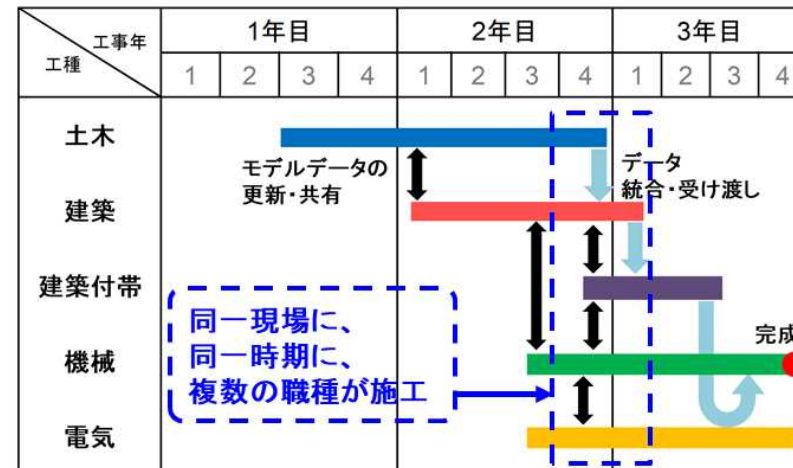 工事年
工種
1年目
2年目
3年目
1 2 3 4 1 2 3 4 1 2 3 4
土木
モデルデータの
更新・共有
データ
統合・受け渡し
建築
建築付帯
同一現場に、
同一時期に、
複数の職種が施工
完成
機械
電気